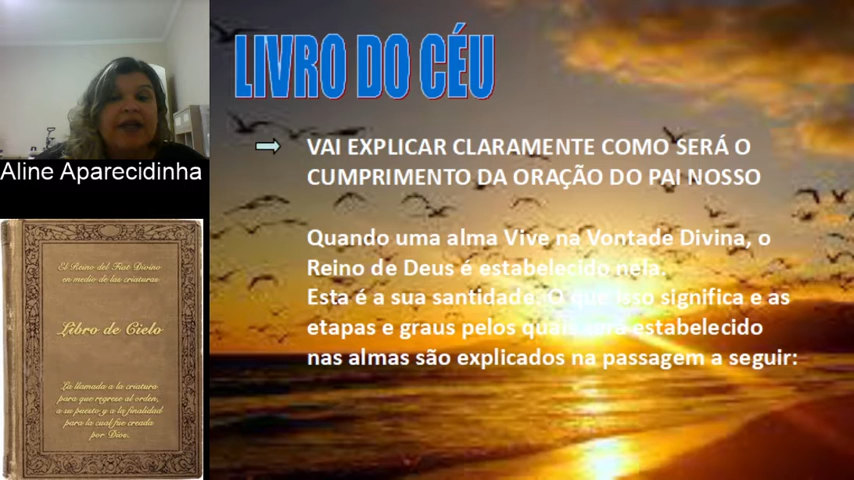 LIVRO DO CÉU
VAI EXPLICAR CLARAMENTE COMO SERÁ O
CUMPRIMENTO DA ORAÇÃO DO PAI NOSSO
Quando uma alma Vive na Vontade Divina, o
Reino de Deus é estabelecido nela.
Esta é a sua santidade. O que isso significa e as
etapas e graus pelos quais será estabelecido
nas almas são explicados na passagem a seguir:
Aline Aparecidinha
El Reino del Fiat Divino
en medio de las criaturas
Libro de Cielo
La llamada a la criatura
para que regrese al orden,
a su puesto y a la finalidad
para la cual fue creada
por Dios.